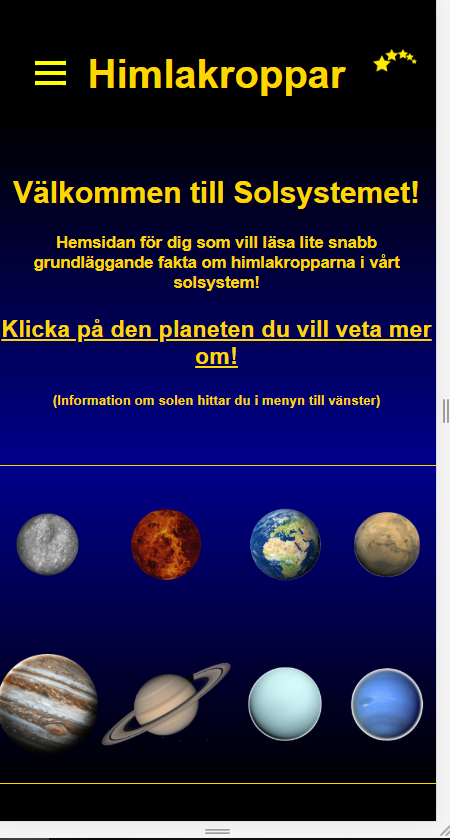 Himlakroppar
Välkommen till Solsystemet!
Hemsidan för dig som vill läsa lite snabb
grundläggande fakta om himlakropparna i vårt
solsystem!
Klicka på den planeten du vill veta mer
om!
(Information om solen hittar du i menyn till vänster)